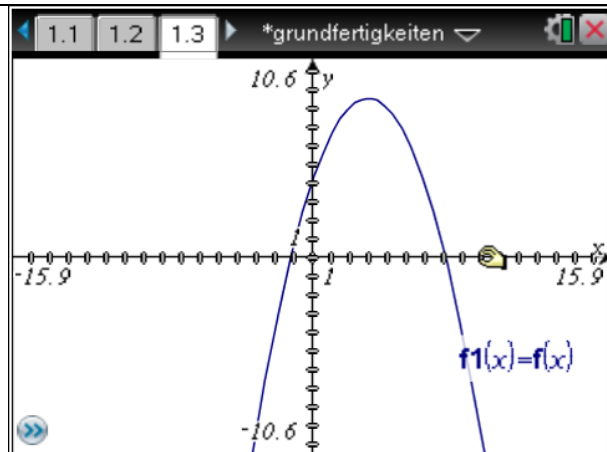 1.1 1.2 1.3 *grundfertigkeiten
10.6 y
1
x
-15.9 1 15.9
f1(x)=f(x)
-10.6